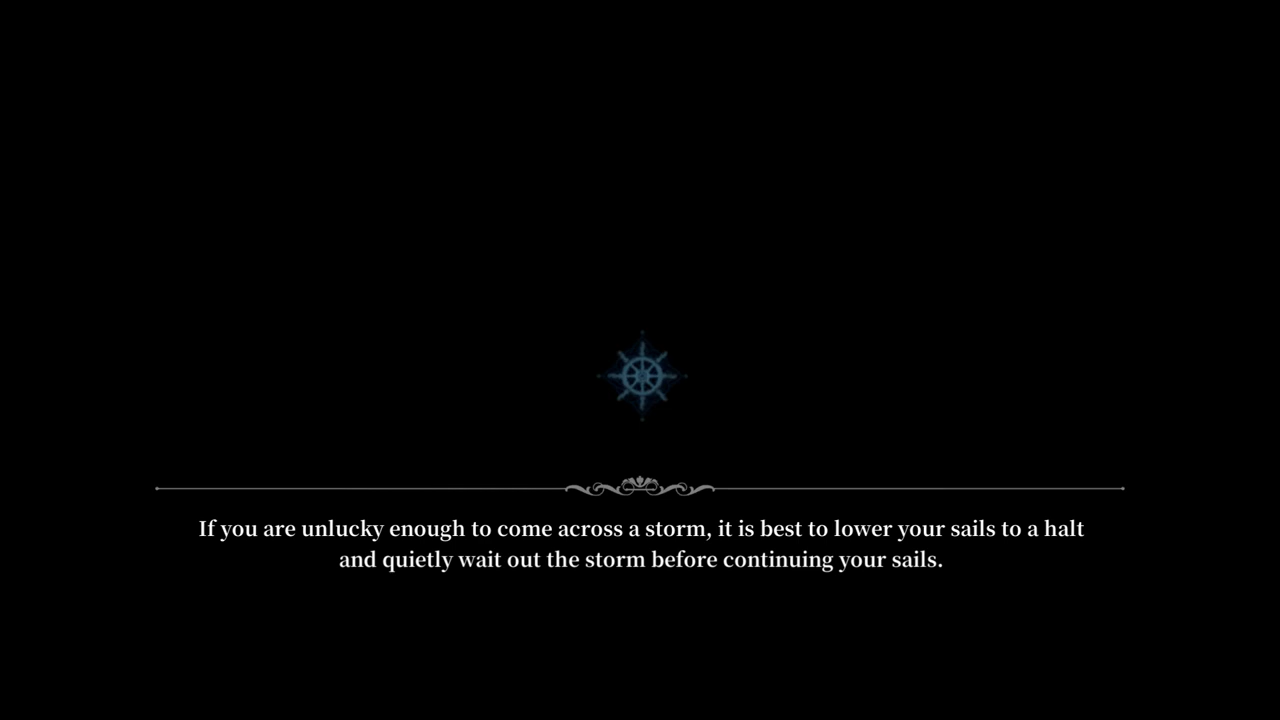 If you are unlucky enough to come across a storm, it is best to lower your sails to a halt
and quietly wait out the storm before continuing your sails.